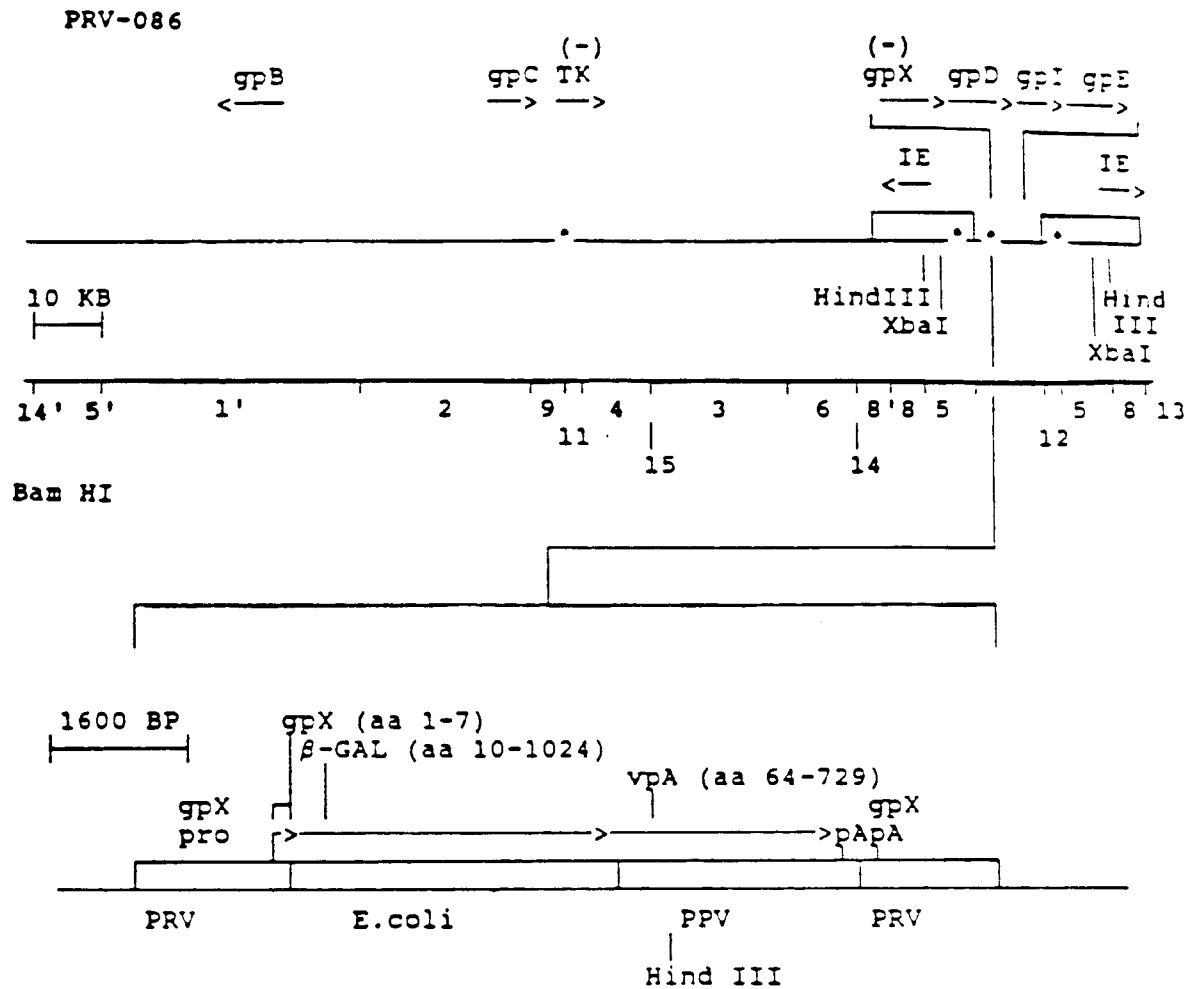 PRV-086
(-) (-)
gpB gpC TK gpX gpD gpI gpE
IE IE
10 KB HindIII Hind
XbaI III
XbaI
14' 5' 1' 2 9 4 3 6 8' 8 5 5 8 13
11 12
15 14
Bam HI
1600 BP gpX (aa 1-7)
β-GAL (aa 10-1024)
vpA (aa 64-729)
gpX gpX
pro pA pA
PRV E.coli PPV PRV
Hind III